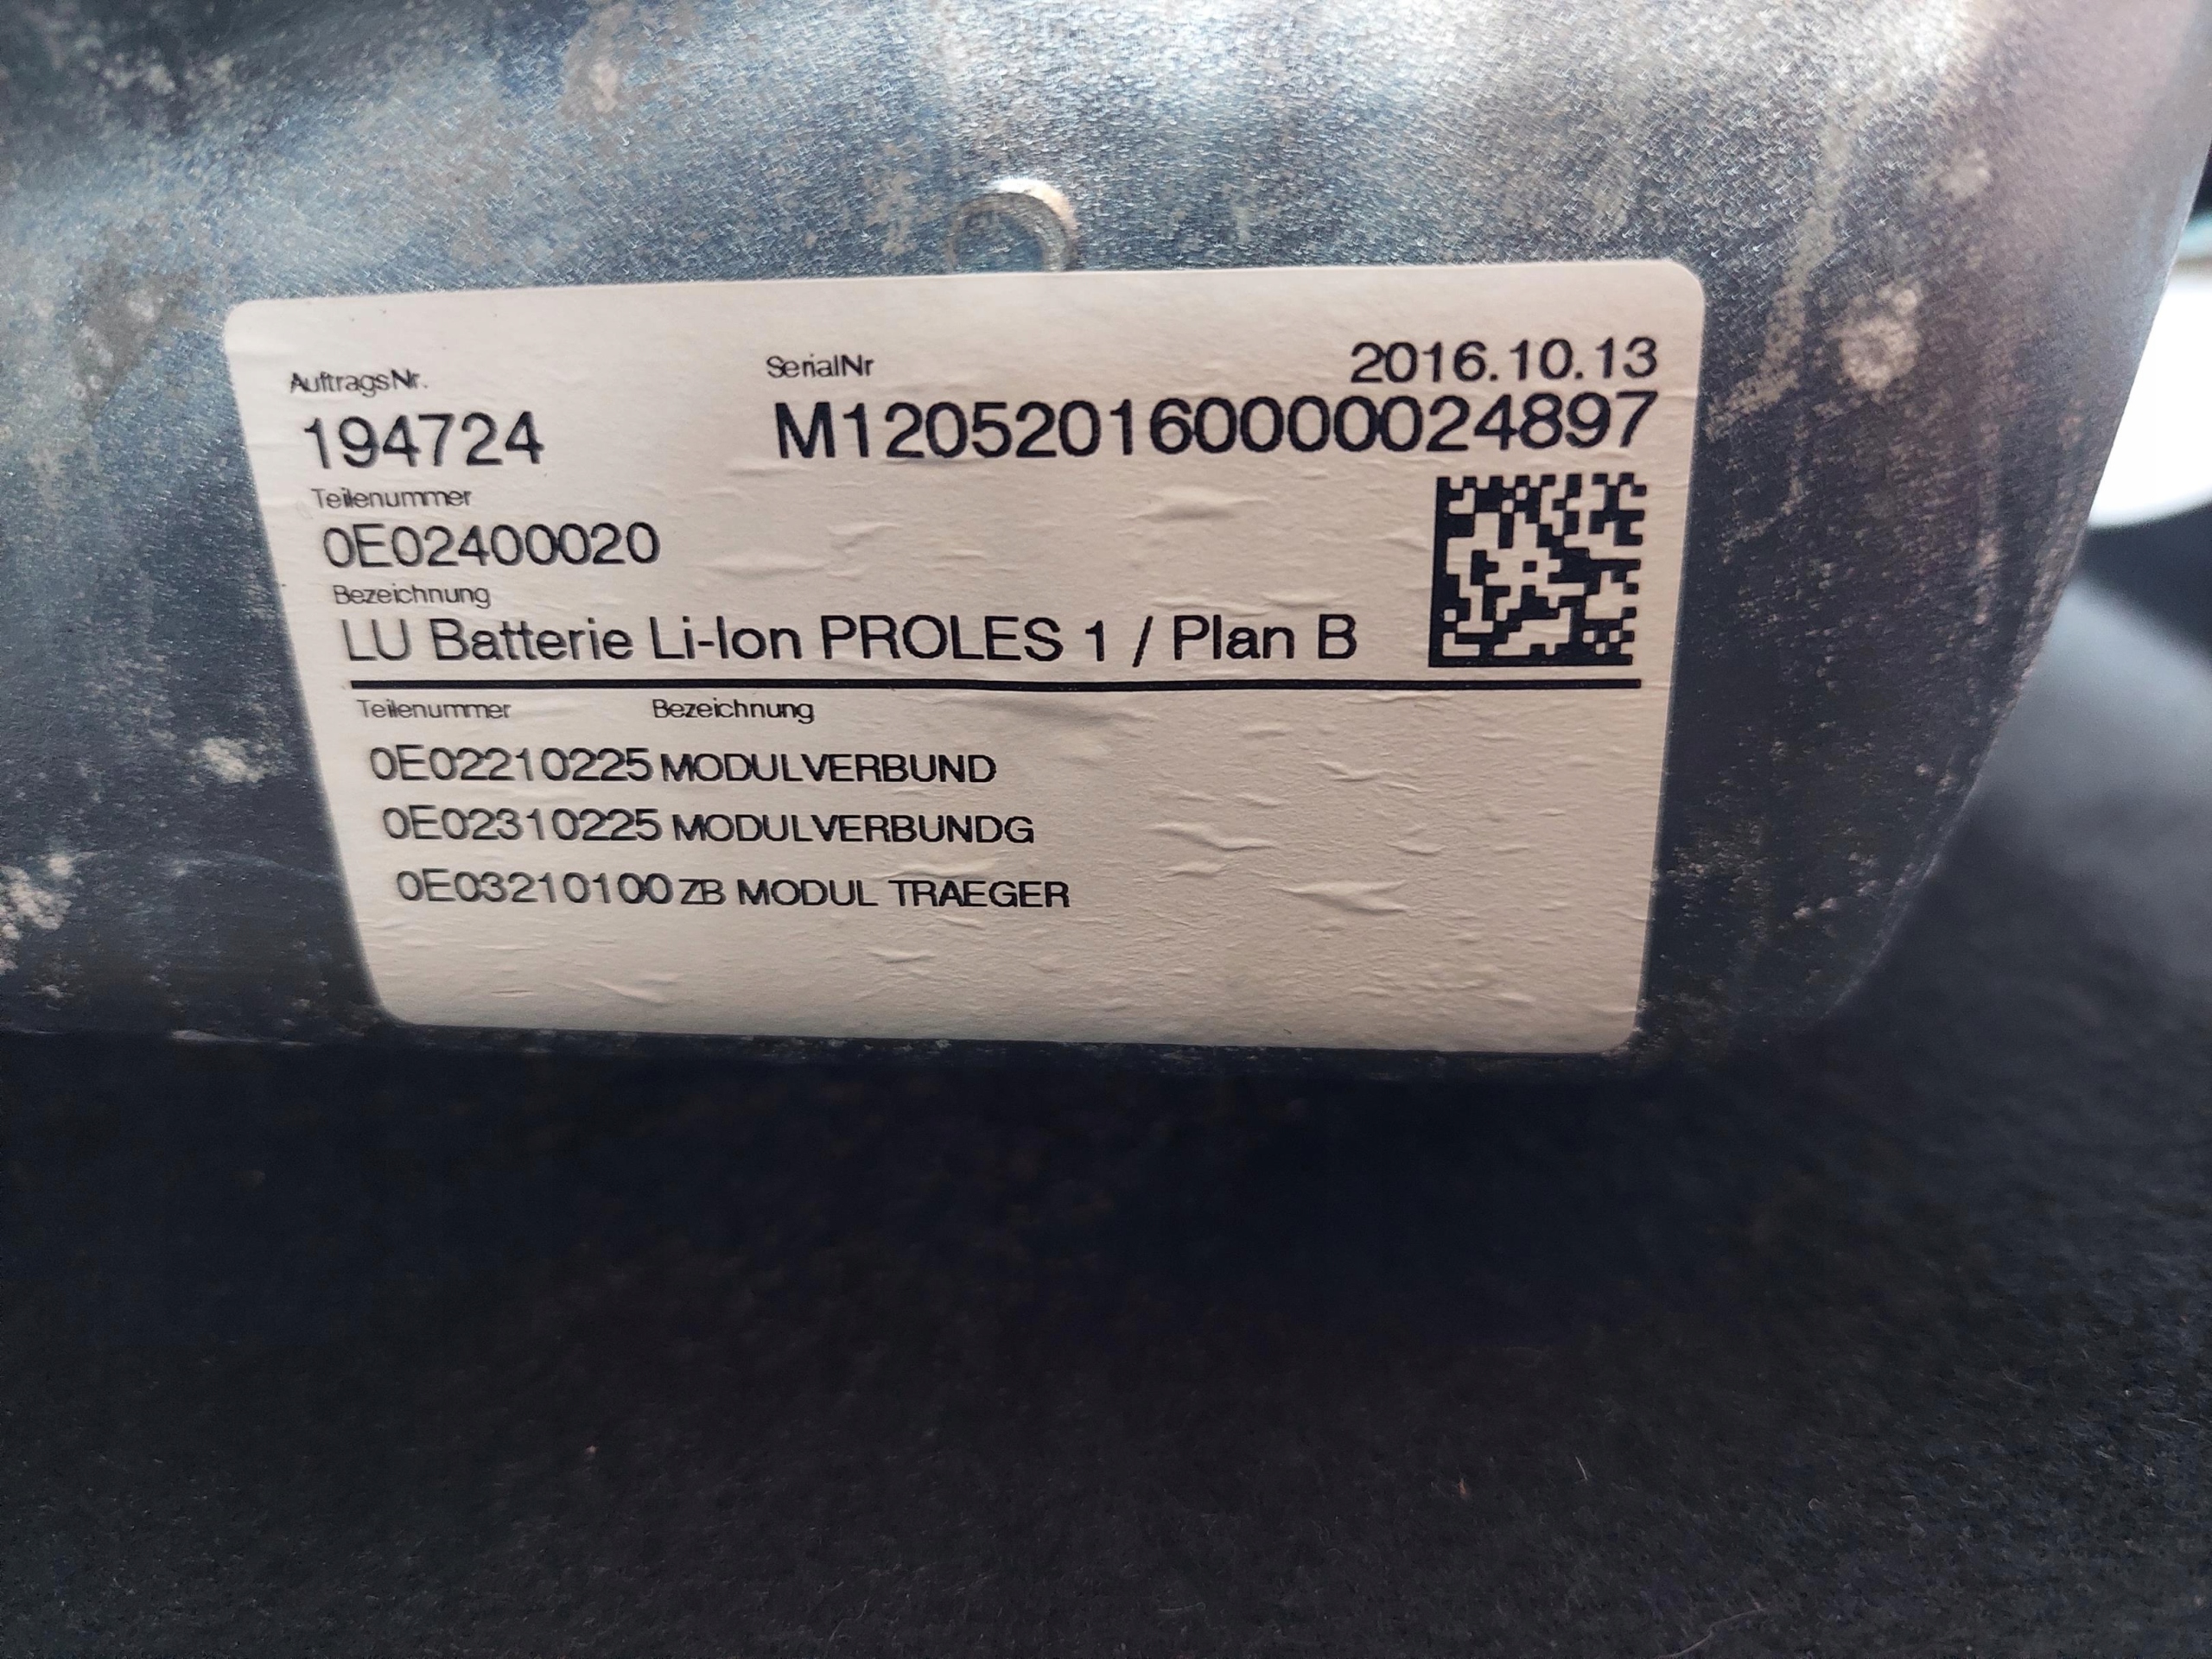 AuftragsNr. SerialNr 2016.10.13
194724 M1205201600000024897
Teilenummer
0E02400020
Bezeichnung
LU Batterie Li-Ion PROLES 1 / Plan B
Teilenummer Bezeichnung
0E02210225 MODULVERBUND
0E02310225 MODULVERBUNDG
0E03210100 ZB MODUL TRAEGER